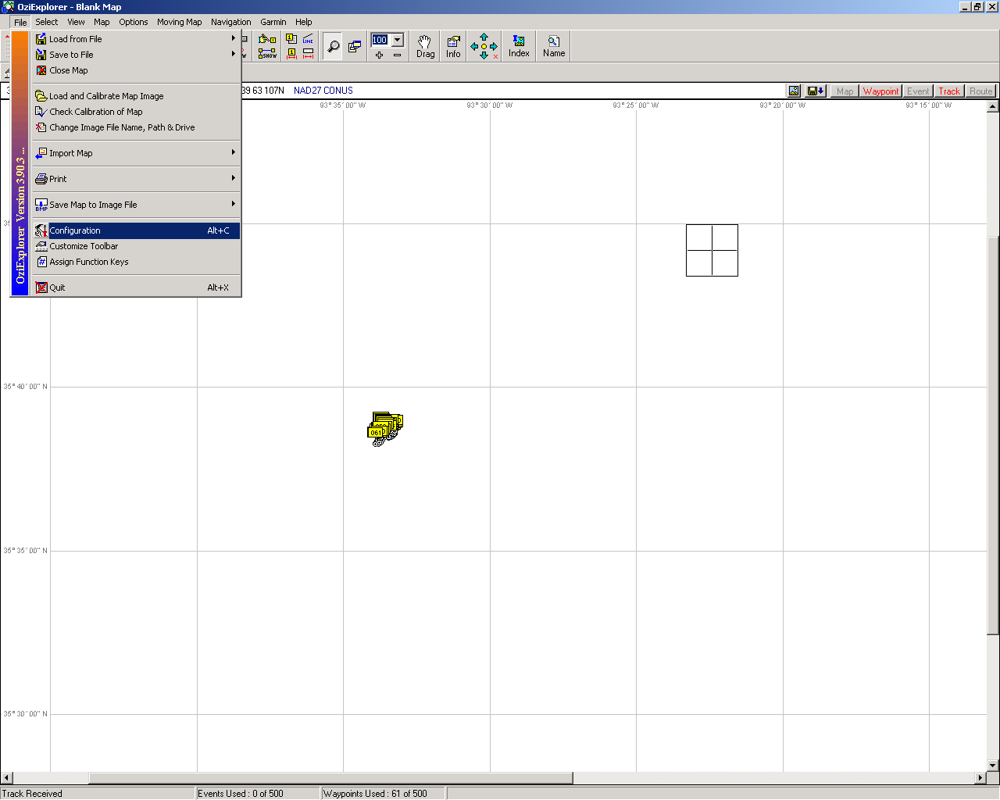 OziExplorer - Blank Map
File Select View Map Options Moving Map Navigation Garmin Help
Load from File
Save to File
Close Map
Load and Calibrate Map Image
Check Calibration of Map
Change Image File Name, Path & Drive
Import Map
Print
BMP Save Map to Image File
Configuration Alt+C
Customize Toolbar
# Assign Function Keys
Quit Alt+X
OziExplorer Version 3.90.3 ...
SHOW
1 LINE
1
100
Drag
Info
Index
Name
39 63 107N NAD27 CONUS
Map Waypoint Event Track Route
93° 35' 00" W 93° 30' 00" W 93° 25' 00" W 93° 20' 00" W 93° 15' 00" W
35° 40' 00" N
061
35° 35' 00" N
35° 30' 00" N
Track Received Events Used : 0 of 500 Waypoints Used : 61 of 500